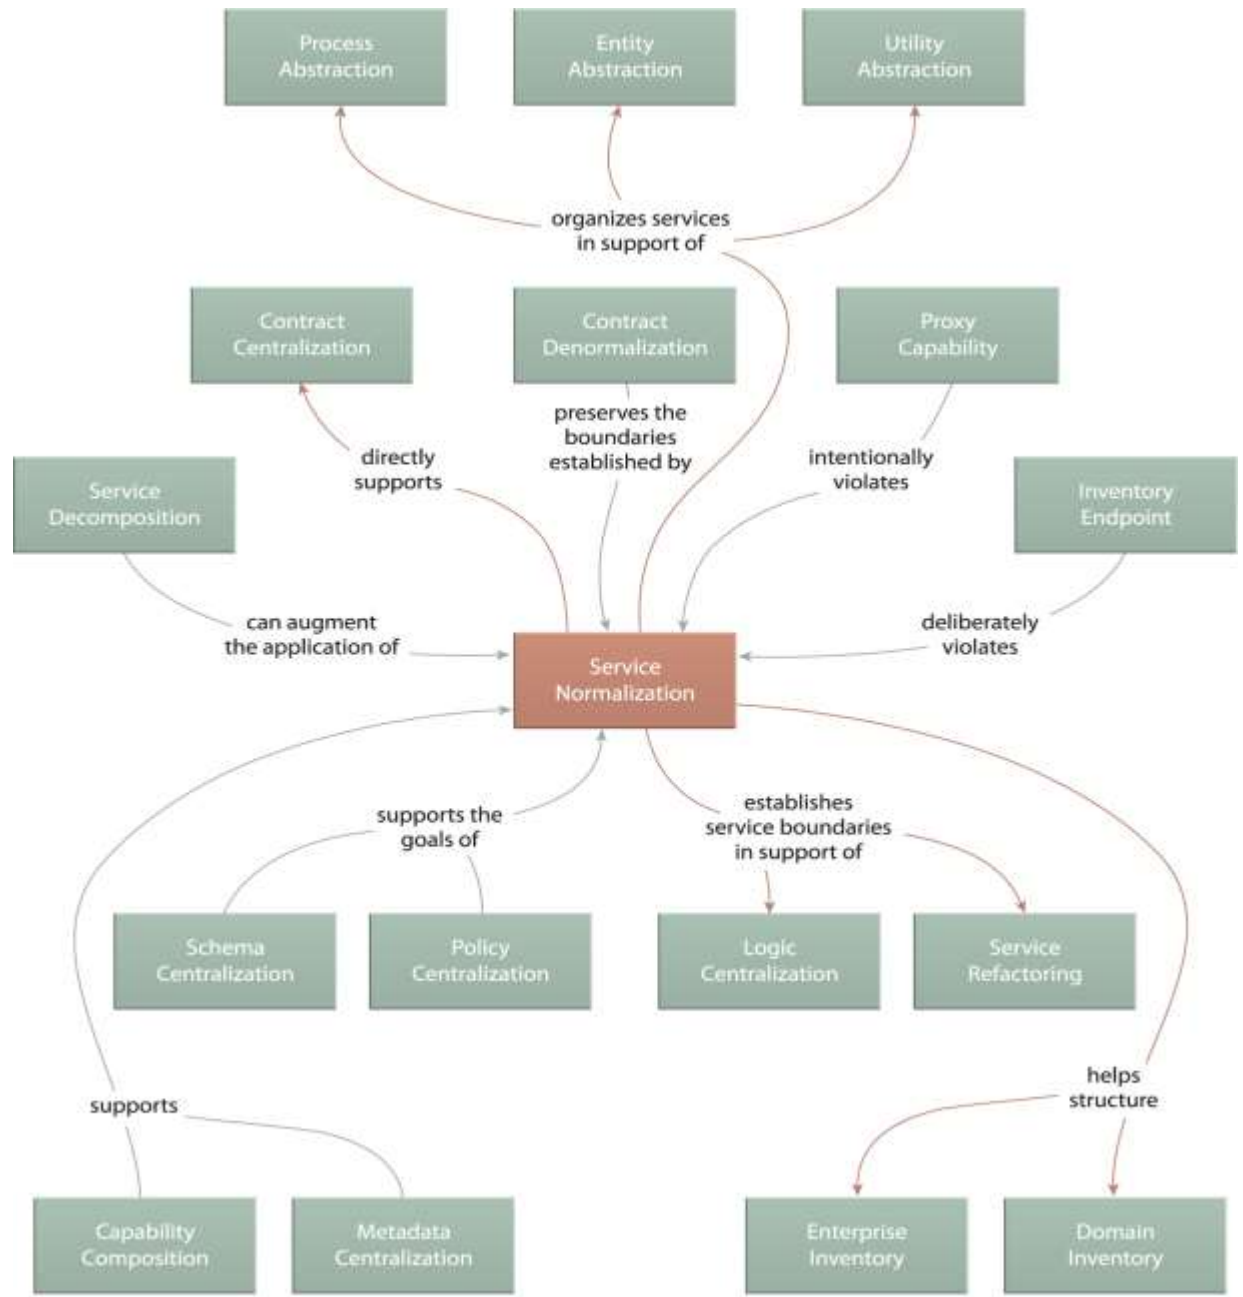 Process
Abstraction
Entity
Abstraction
Utility
Abstraction
organizes services
in support of
Contract
Centralization
Contract
Denormalization
Proxy
Capability
preserves the
boundaries
established by
directly
supports
intentionally
violates
Service
Decomposition
Inventory
Endpoint
can augment
the application of
deliberately
violates
Service
Normalization
supports the
goals of
establishes
service boundaries
in support of
Schema
Centralization
Policy
Centralization
Logic
Centralization
Service
Refactoring
supports
helps
structure
Capability
Composition
Metadata
Centralization
Enterprise
Inventory
Domain
Inventory